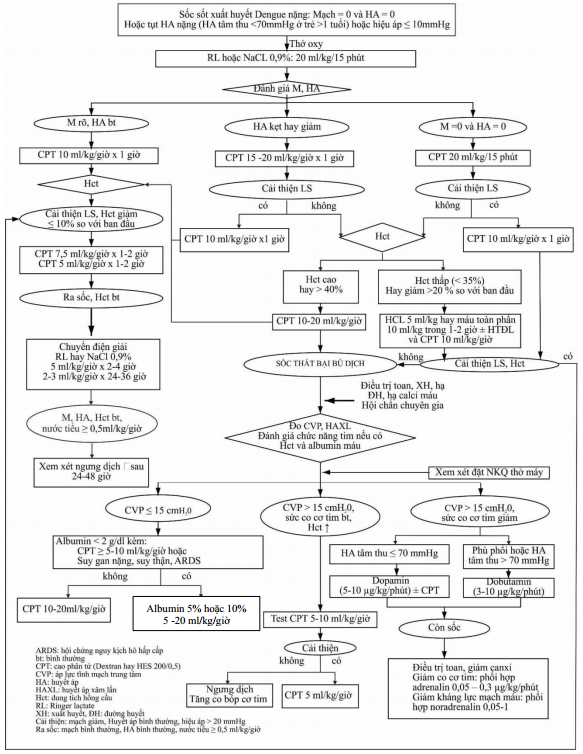 Sốc sốt xuất huyết Dengue nặng: Mạch = 0 và HA = 0
Hoặc tụt HA nặng (HA tâm thu <70mmHg ở trẻ >1 tuổi) hoặc hiệu áp ≤ 10mmHg
Thở oxy
RL hoặc NaCL 0,9%: 20 ml/kg/15 phút
Đánh giá M, HA
M rõ, HA bt
HA kẹt hay giảm
M =0 và HA = 0
CPT 10 ml/kg/giờ x 1 giờ
CPT 15 -20 ml/kg/giờ x 1 giờ
CPT 20 ml/kg/15 phút
Hct
Cải thiện LS
Cải thiện LS
Cải thiện LS, Hct giảm
≤ 10% so với ban đầu
có
không
không
có
CPT 10 ml/kg/giờ x1 giờ
Hct
CPT 10 ml/kg/giờ x 1 giờ
CPT 7,5 ml/kg/giờ x 1-2 giờ
CPT 5 ml/kg/giờ x 1-2 giờ
Hct cao
hay > 40%
Hct thấp (< 35%)
Hay giảm >20 % so với ban đầu
Ra sốc, Hct bt
CPT 10-20 ml/kg/giờ
HCL 5 ml/kg hay máu toàn phần
10 ml/kg trong 1-2 giờ ± HTĐL
và CPT 10 ml/kg/giờ
Chuyển điện giải
RL hay NaCl 0,9%
5 ml/kg/giờ x 2-4 giờ
2-3 ml/kg/giờ x 24-36 giờ
SỐC THẤT BẠI BÙ DỊCH
không
Cải thiện LS, Hct
có
Điều trị toan, XH, hạ
ĐH, hạ calci máu
Hội chẩn chuyên gia
M, HA, Hct bt,
nước tiểu ≥ 0,5ml/kg/giờ
Đo CVP, HAXL
Đánh giá chức năng tim nếu có
Hct và albumin máu
Xem xét ngưng dịch sau
24-48 giờ
Xem xét đặt NKQ thở máy
CVP ≤ 15 cmH₂0
CVP > 15 cmH₂0,
sức co cơ tim bt,
Hct ↑
CVP > 15 cmH₂0,
sức co cơ tim giảm
Albumin < 2 g/dl kèm:
CPT ≥ 5-10 ml/kg/giờ hoặc
Suy gan nặng, suy thận, ARDS
HA tâm thu ≤ 70 mmHg
Phù phổi hoặc HA
tâm thu > 70 mmHg
không
có
Dopamin
(5-10 µg/kg/phút) ± CPT
Dobutamin
(3-10 µg/kg/phút)
CPT 10-20ml/kg/giờ
Albumin 5% hoặc 10%
5 -20 ml/kg/giờ
Test CPT 5-10 ml/kg/giờ
Còn sốc
Cải thiện
không
có
Ngưng dịch
Tăng co bóp cơ tim
CPT 5 ml/kg/giờ
Điều trị toan, giảm canxi
Giảm co cơ tim: phối hợp
adrenalin 0,05 – 0,3 µg/kg/phút
Giảm kháng lực mạch máu: phối
hợp noradrenalin 0,05-1
ARDS: hội chứng nguy kịch hô hấp cấp
bt: bình thường
CPT: cao phân tử (Dextran hay HES 200/0,5)
CVP: áp lực tĩnh mạch trung tâm
HA: huyết áp
HAXL: huyết áp xâm lấn
Hct: dung tích hồng cầu
RL: Ringer lactate
XH: xuất huyết, ĐH: đường huyết
Cải thiện: mạch giảm, Huyết áp bình thường, hiệu áp > 20 mmHg
Ra sốc: mạch bình thường, HA bình thường, nước tiểu ≥ 0,5 ml/kg/giờ